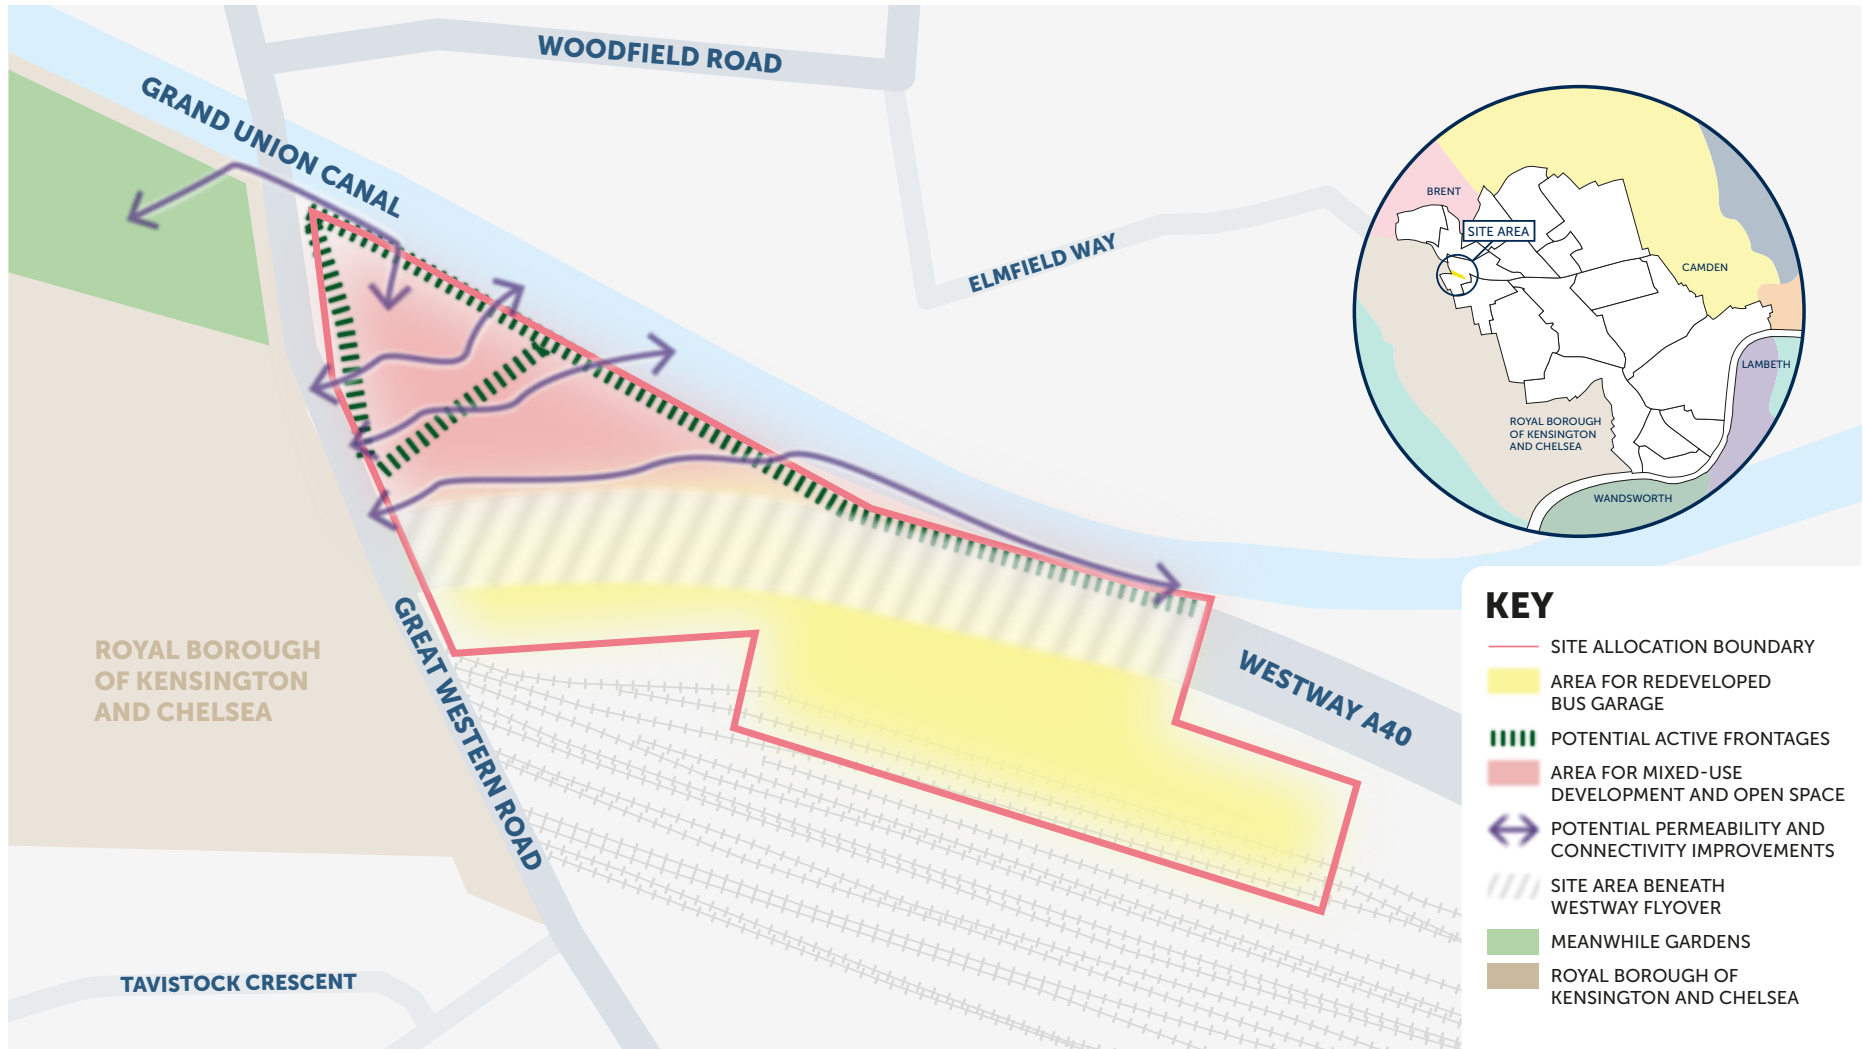 WOODFIELD ROAD
GRAND UNION CANAL
ELMFIELD WAY
BRENT
SITE AREA
CAMDEN
LAMBETH
ROYAL BOROUGH
OF KENSINGTON
AND CHELSEA
WANDSWORTH
ROYAL BOROUGH
OF KENSINGTON
AND CHELSEA
GREAT WESTERN ROAD
WESTWAY A40
TAVISTOCK CRESCENT
KEY
SITE ALLOCATION BOUNDARY
AREA FOR REDEVELOPED
BUS GARAGE
POTENTIAL ACTIVE FRONTAGES
AREA FOR MIXED-USE
DEVELOPMENT AND OPEN SPACE
POTENTIAL PERMEABILITY AND
CONNECTIVITY IMPROVEMENTS
SITE AREA BENEATH
WESTWAY FLYOVER
MEANWHILE GARDENS
ROYAL BOROUGH OF
KENSINGTON AND CHELSEA